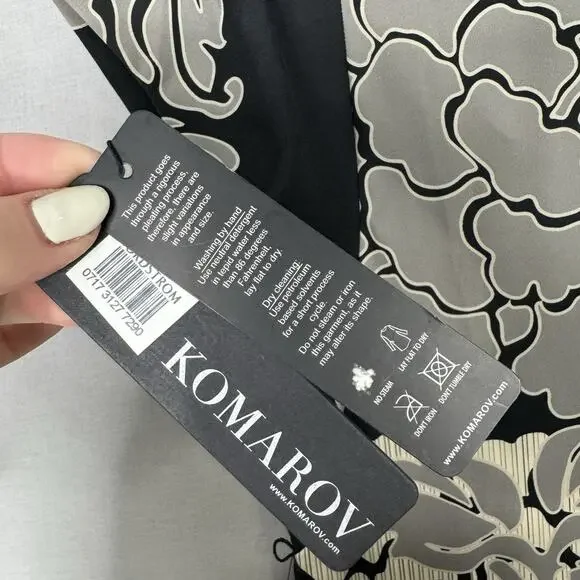 This product goes
through a rigorous
pleating process,
therefore, there are
slight variations
in appearance
and size.
Washing by hand
Use neutral detergent
in tepid water less
than 86 degrees
Fahrenheit,
lay flat to dry.
Dry cleaning:
Use petroleum
based solvents
for a short process
cycle.
Do not steam or iron
this garment, as it
may alter its shape.
NO STEAM
LAY FLAT TO DRY
DON'T IRON
DON'T TUMBLE DRY
www.KOMAROV.com
0717 3127 7290
KOMAROV
www.KOMAROV.com